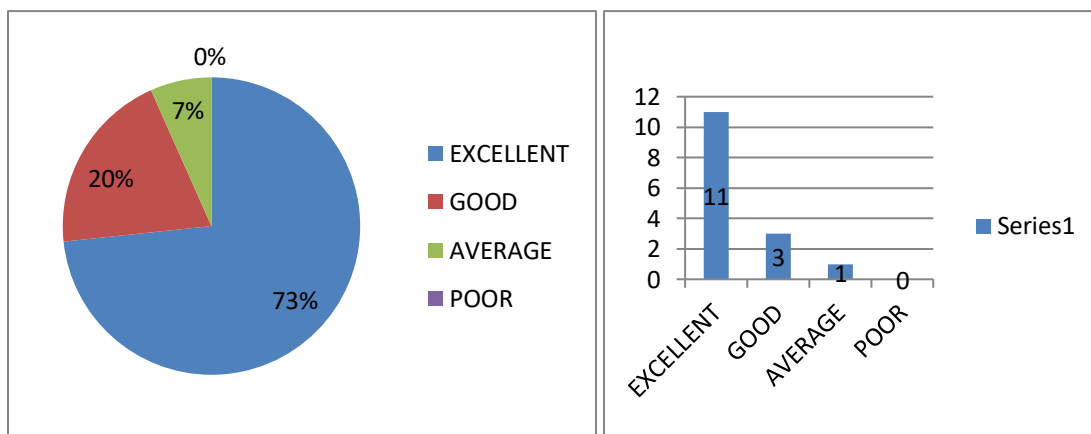 0%
7%
20%
73%
EXCELLENT
GOOD
AVERAGE
POOR
12
10
8
6
4
2
0
11
3
1
0
EXCELLENT
GOOD
AVERAGE
POOR
Series1